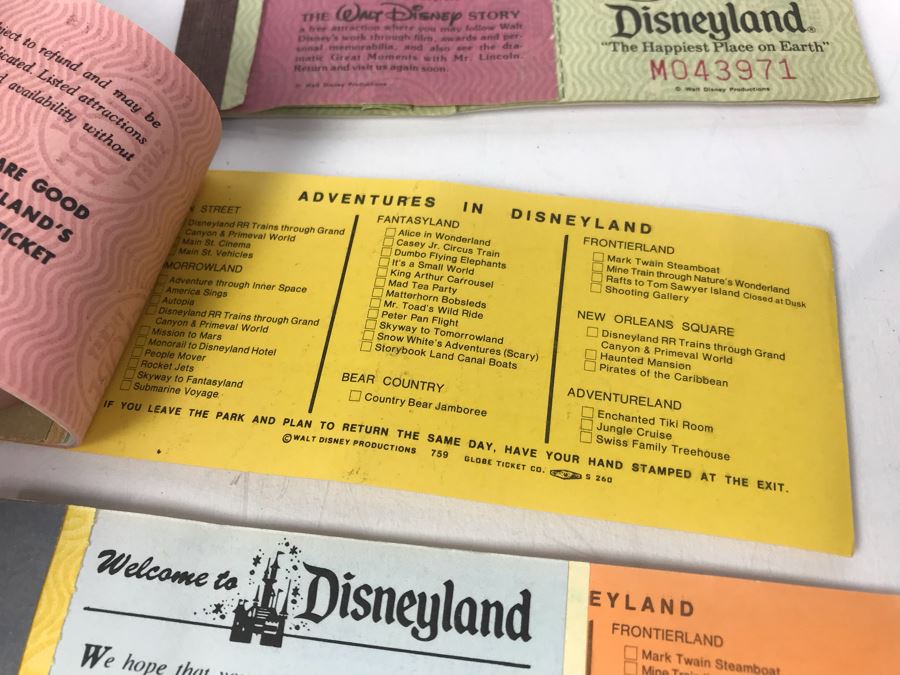 THE Walt Disney STORY
a free attraction where you may follow Walt
Disney's work through film, awards and per-
sonal memorabilia, and also see the dra-
matic Great Moments with Mr. Lincoln.
Return and visit us again soon.
© Walt Disney Productions
Disneyland®
"The Happiest Place on Earth"
M043971
© Walt Disney Productions
ject to refund and may be
icated. Listed attractions
d availability without
ARE GOOD
LAND'S
TICKET
ADVENTURES IN DISNEYLAND
STREET
Disneyland RR Trains through Grand
Canyon & Primeval World
Main St. Cinema
Main St. Vehicles
MORROWLAND
Adventure through Inner Space
America Sings
Autopia
Disneyland RR Trains through Grand
Canyon & Primeval World
Mission to Mars
Monorail to Disneyland Hotel
People Mover
Rocket Jets
Skyway to Fantasyland
Submarine Voyage
FANTASYLAND
Alice in Wonderland
Casey Jr. Circus Train
Dumbo Flying Elephants
It's a Small World
King Arthur Carrousel
Mad Tea Party
Matterhorn Bobsleds
Mr. Toad's Wild Ride
Peter Pan Flight
Skyway to Tomorrowland
Snow White's Adventures (Scary)
Storybook Land Canal Boats
BEAR COUNTRY
Country Bear Jamboree
FRONTIERLAND
Mark Twain Steamboat
Mine Train through Nature's Wonderland
Rafts to Tom Sawyer Island Closed at Dusk
Shooting Gallery
NEW ORLEANS SQUARE
Disneyland RR Trains through Grand
Canyon & Primeval World
Haunted Mansion
Pirates of the Caribbean
ADVENTURELAND
Enchanted Tiki Room
Jungle Cruise
Swiss Family Treehouse
IF YOU LEAVE THE PARK AND PLAN TO RETURN THE SAME DAY, HAVE YOUR HAND STAMPED AT THE EXIT.
© WALT DISNEY PRODUCTIONS 759 GLOBE TICKET CO. S 260
Welcome to Disneyland
We hope that
EYLAND
FRONTIERLAND
Mark Twain Steamboat
Mine